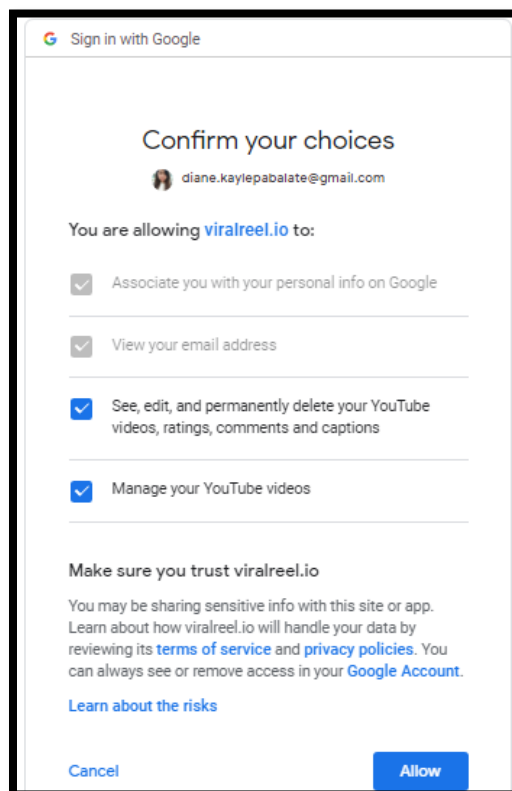 Sign in with Google
Confirm your choices
diane.kaylepabalate@gmail.com
You are allowing viralreel.io to:
Associate you with your personal info on Google
View your email address
See, edit, and permanently delete your YouTube
videos, ratings, comments and captions
Manage your YouTube videos
Make sure you trust viralreel.io
You may be sharing sensitive info with this site or app.
Learn about how viralreel.io will handle your data by
reviewing its terms of service and privacy policies. You
can always see or remove access in your Google Account.
Learn about the risks
Cancel Allow